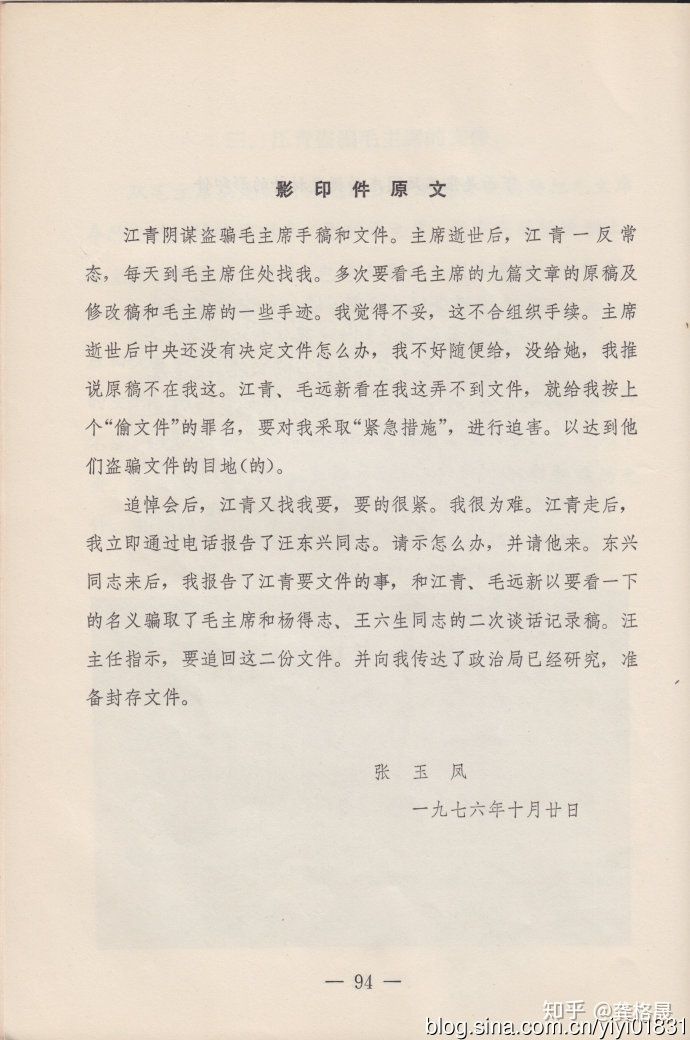 影印件原文
江青阴谋盗骗毛主席手稿和文件。主席逝世后，江青一反常
态，每天到毛主席住处找我。多次要看毛主席的九篇文章的原稿及
修改稿和毛主席的一些手迹。我觉得不妥，这不合组织手续。主席
逝世后中央还没有决定文件怎么办，我不好随便给，没给她，我推
说原稿不在我这。江青、毛远新看在我这弄不到文件，就给我按上
个“偷文件”的罪名，要对我采取“紧急措施”，进行迫害。以达到他
们盗骗文件的目地(的)。
追悼会后，江青又找我要，要的很紧。我很为难。江青走后，
我立即通过电话报告了汪东兴同志。请示怎么办，并请他来。东兴
同志来后，我报告了江青要文件的事，和江青、毛远新以要看一下
的名义骗取了毛主席和杨得志、王六生同志的二次谈话记录稿。汪
主任指示，要追回这二份文件。并向我传达了政治局已经研究，准
备封存文件。
张玉凤
一九七六年十月廿日
— 94 —
知乎 @龚格晟
blog.sina.com.cn/yiyi01831